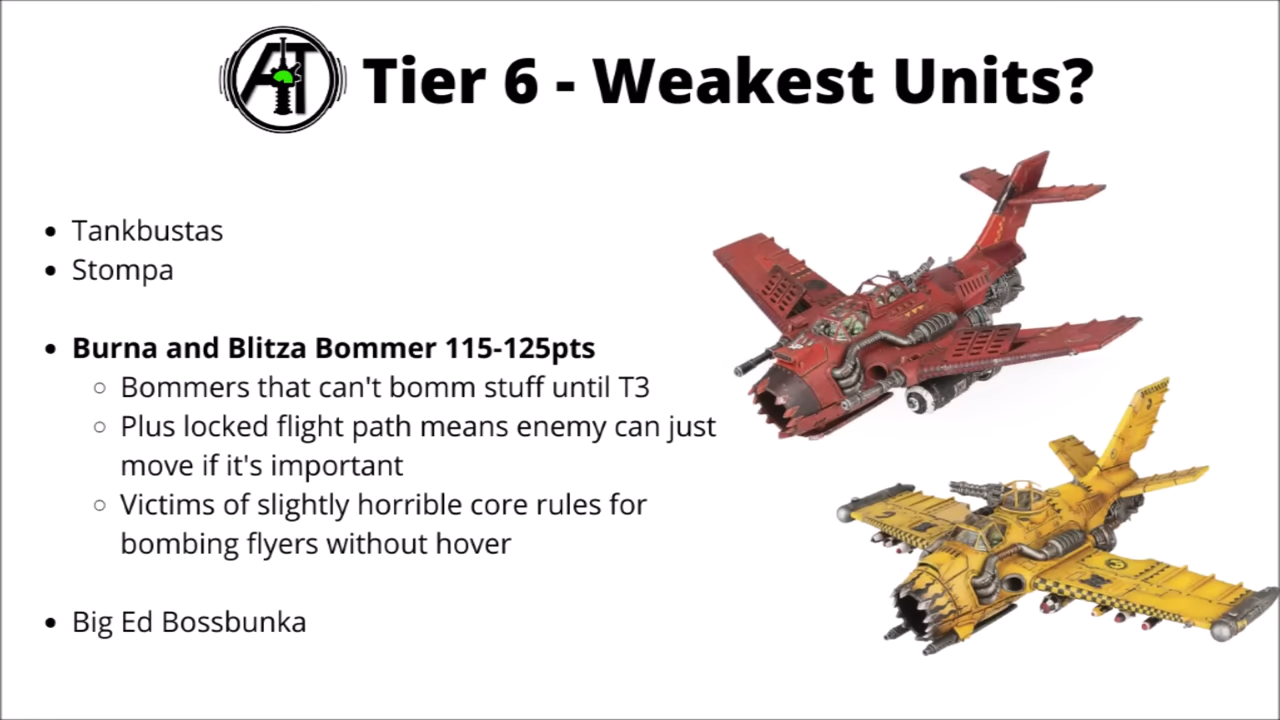 AT
Tier 6 - Weakest Units?
Tankbustas
Stompa
Burna and Blitza Bommer 115-125pts
Bommers that can't bomm stuff until T3
Plus locked flight path means enemy can just
move if it's important
Victims of slightly horrible core rules for
bombing flyers without hover
Big Ed Bossbunka